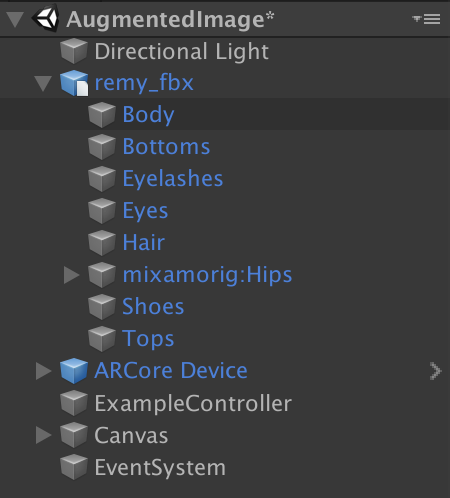 AugmentedImage*
Directional Light
remy_fbx
Body
Bottoms
Eyelashes
Eyes
Hair
mixamorig:Hips
Shoes
Tops
ARCore Device
ExampleController
Canvas
EventSystem